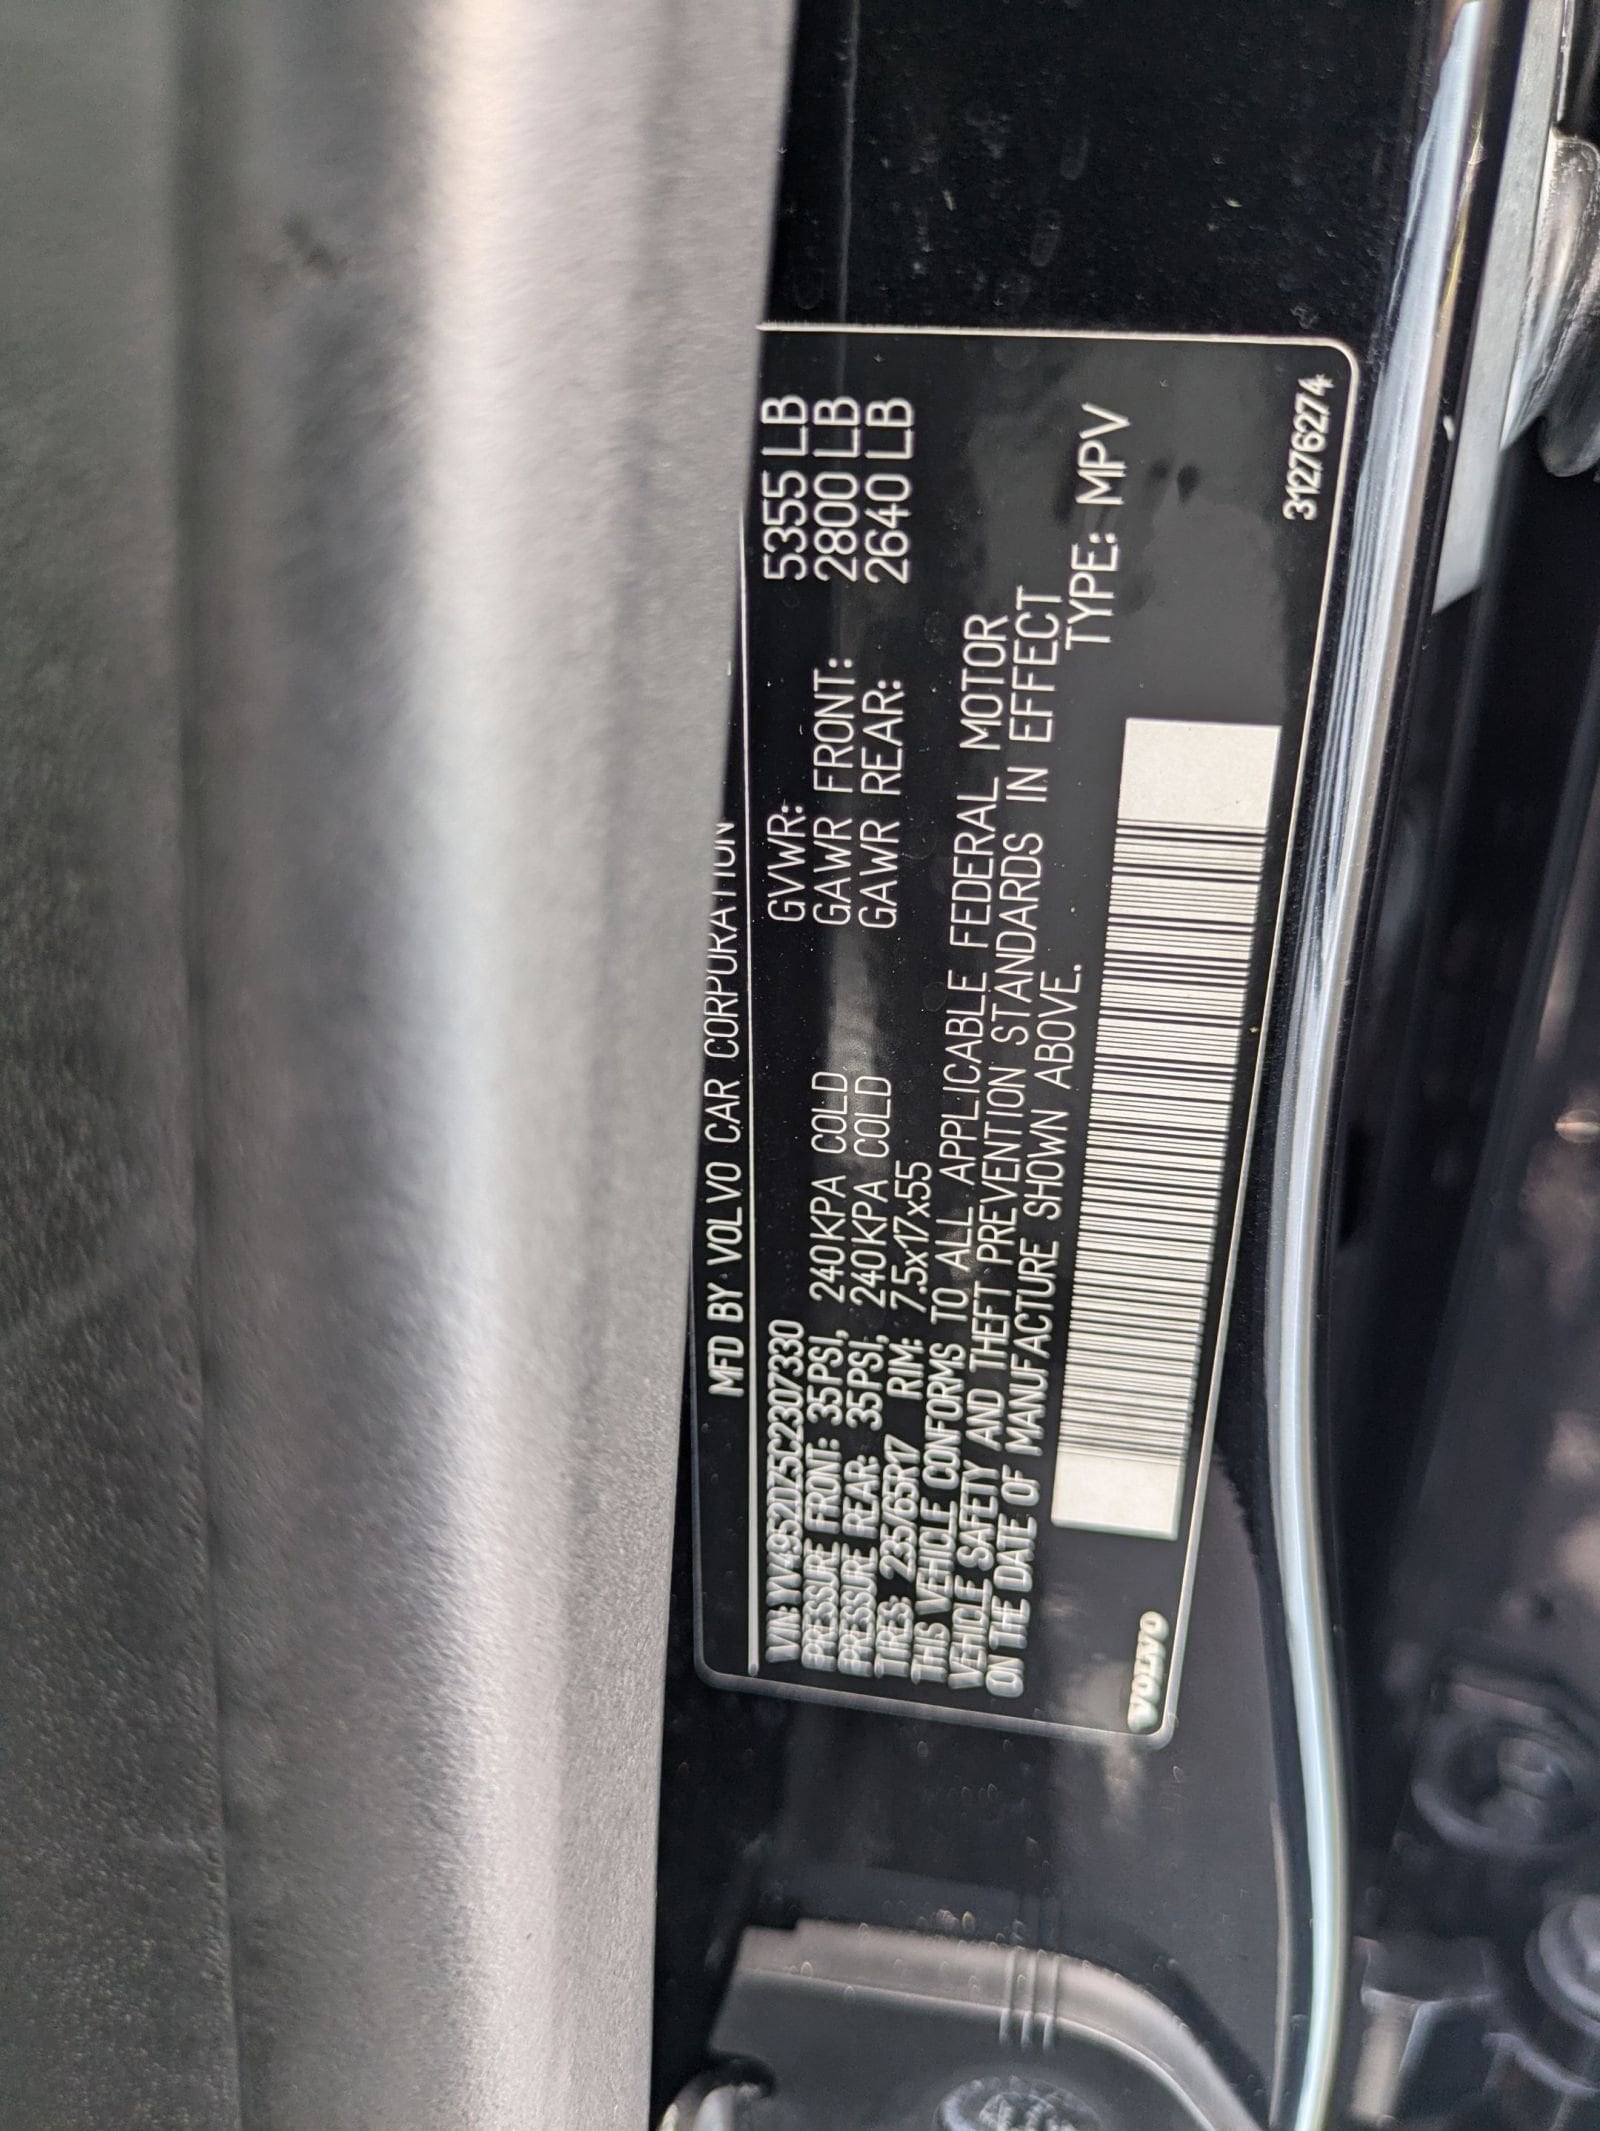 MFD BY VOLVO CAR CORPORATION
VIN: YV4952DZ5C2307330 GVWR: 5355 LB
PRESSURE FRONT: 35PSI, 240KPA COLD GAWR FRONT: 2800 LB
PRESSURE REAR: 35PSI, 240KPA COLD GAWR REAR: 2640 LB
TIRES: 235/65R17 RIM: 7.5x17x55
THIS VEHICLE CONFORMS TO ALL APPLICABLE FEDERAL MOTOR
VEHICLE SAFETY AND THEFT PREVENTION STANDARDS IN EFFECT
ON THE DATE OF MANUFACTURE SHOWN ABOVE. TYPE: MPV
VOLVO 31276274